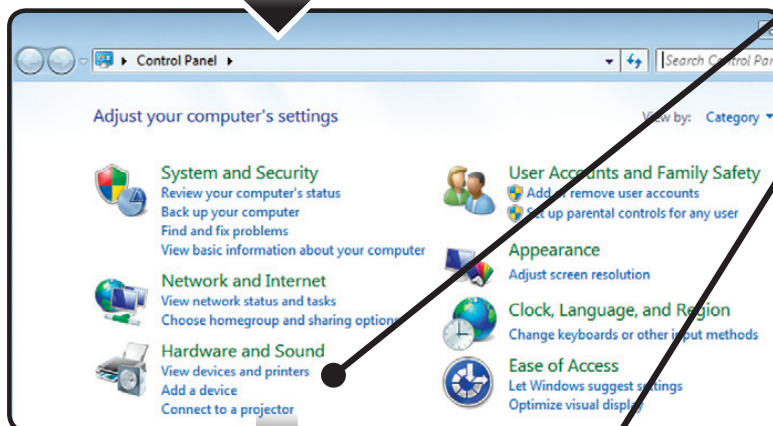 Control Panel
Search Control Par
Adjust your computer's settings
View by: Category
System and Security
Review your computer's status
Back up your computer
Find and fix problems
View basic information about your computer
Network and Internet
View network status and tasks
Choose homegroup and sharing options
Hardware and Sound
View devices and printers
Add a device
Connect to a projector
User Accounts and Family Safety
Add or remove user accounts
Set up parental controls for any user
Appearance
Adjust screen resolution
Clock, Language, and Region
Change keyboards or other input methods
Ease of Access
Let Windows suggest settings
Optimize visual display